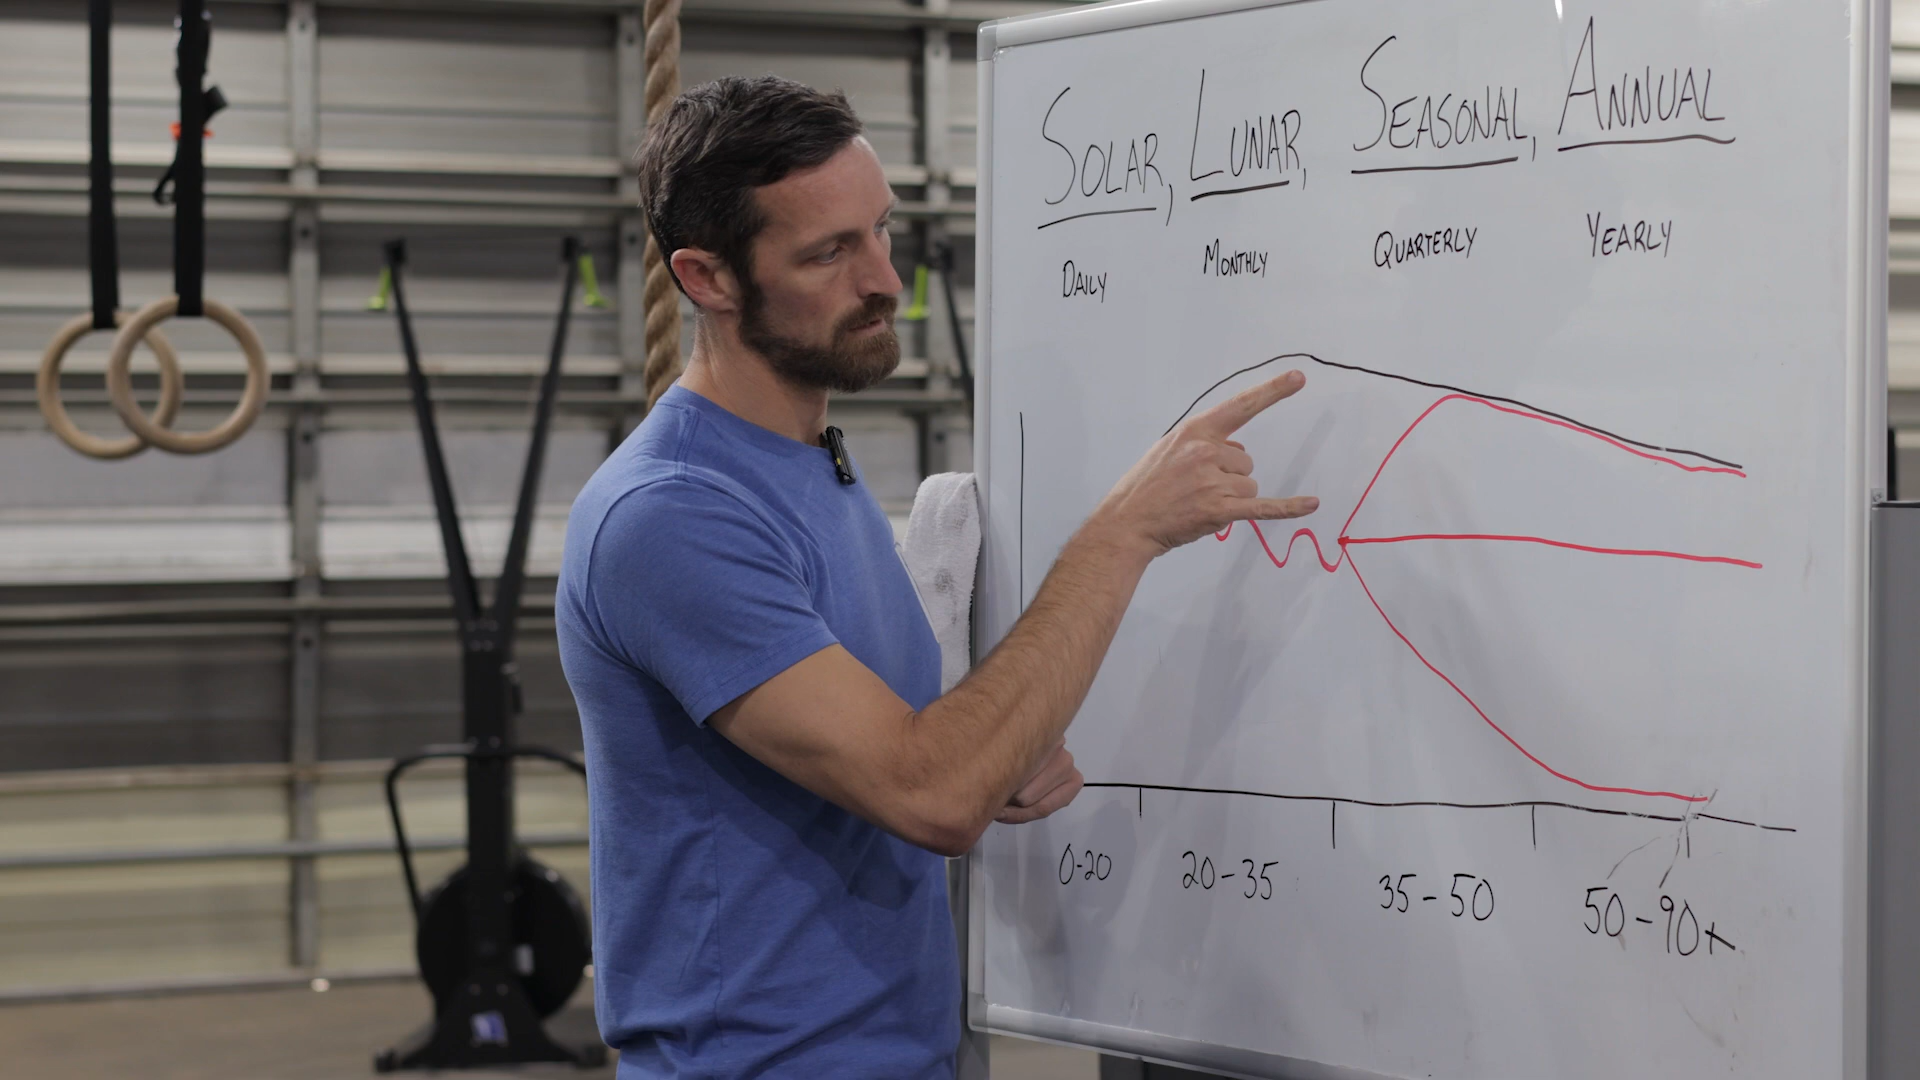 SOLAR, LUNAR, SEASONAL, ANNUAL
DAILY MONTHLY QUARTERLY YEARLY
0-20 20-35 35-50 50-90+